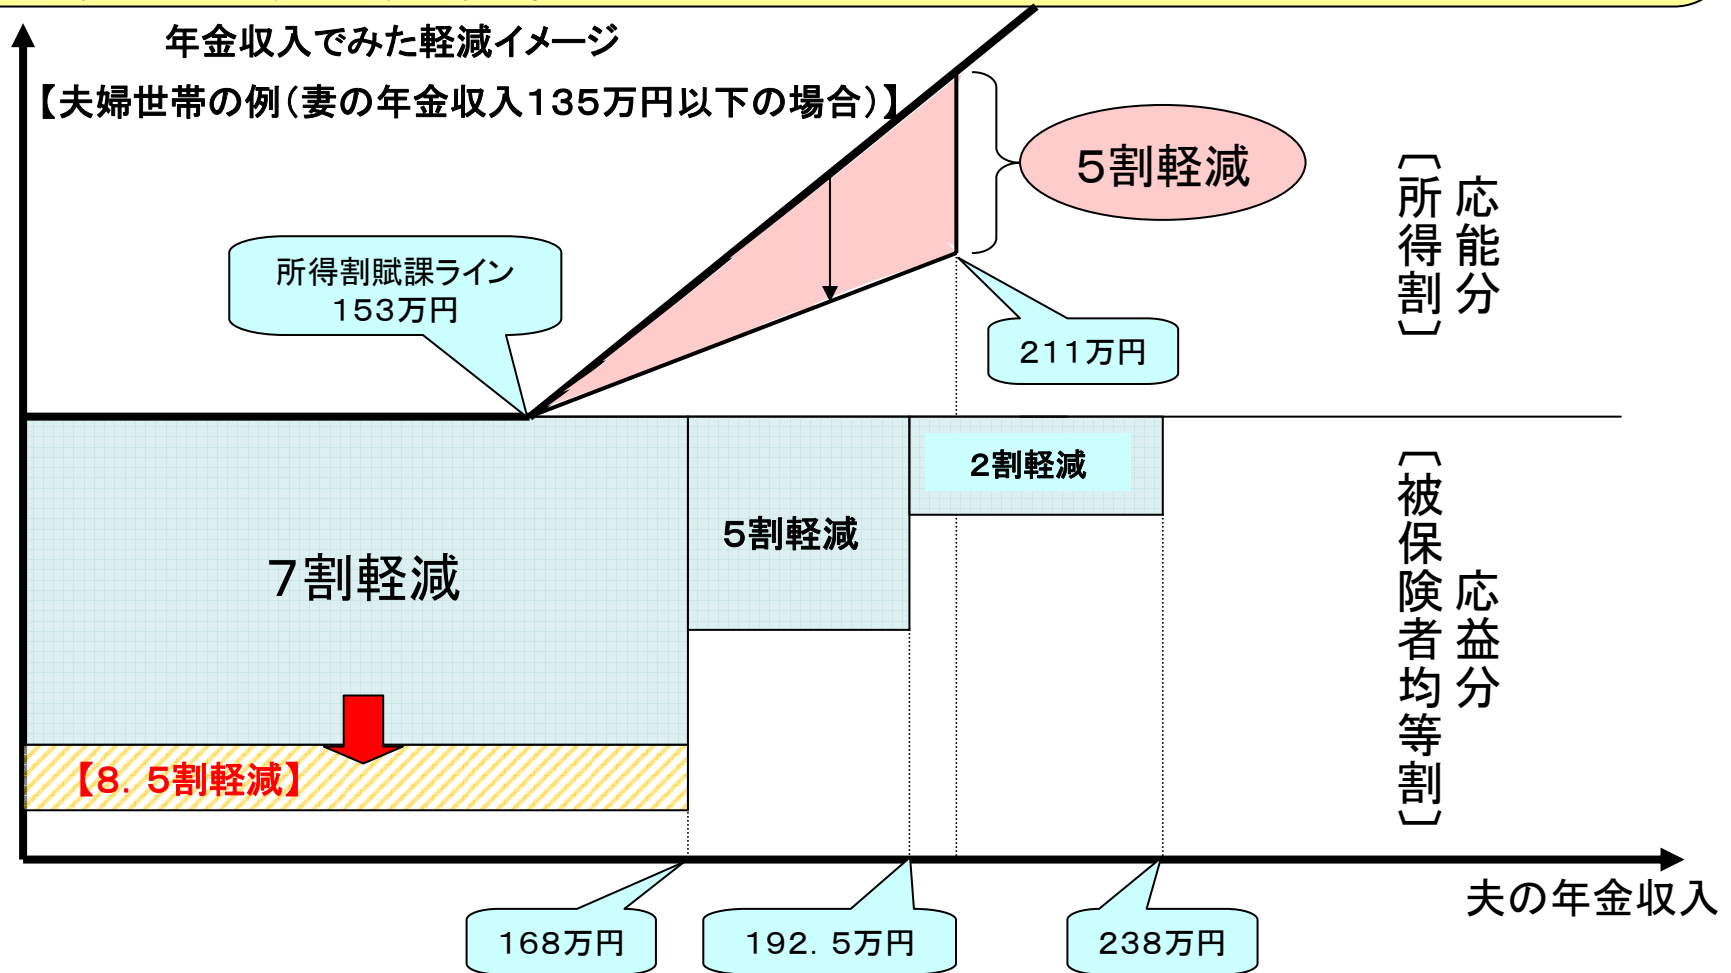 年金収入でみた軽減イメージ
【夫婦世帯の例(妻の年金収入135万円以下の場合)】
5割軽減
所得割賦課ライン
153万円
211万円
応能分
〔所得割〕
7割軽減
5割軽減
2割軽減
【8.5割軽減】
応益分
〔被保険者均等割〕
168万円
192.5万円
238万円
夫の年金収入